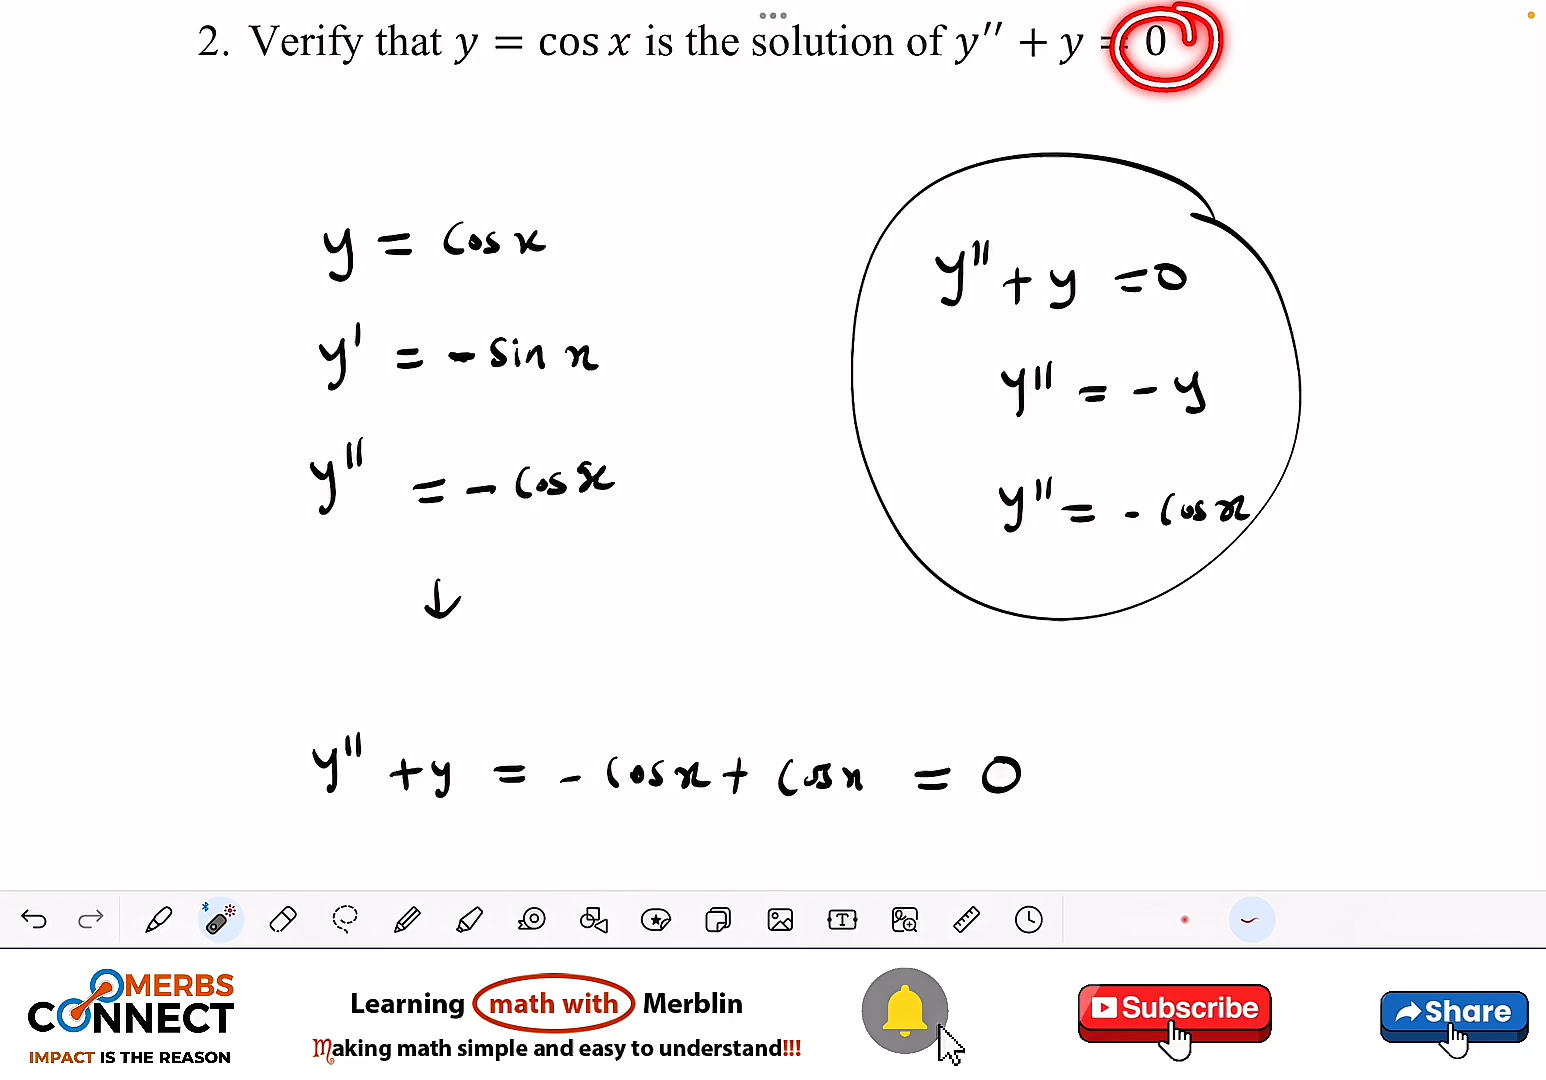 2. Verify that y = cos x is the solution of y'' + y = 0
y = cos x
y' = - sin x
y'' = - cos x
↓
y'' + y = 0
y'' = - y
y'' = - cos x
y'' + y = - cos x + cos x = 0
MERBS
CONNECT
IMPACT IS THE REASON
Learning math with Merblin
Making math simple and easy to understand!!!
Subscribe
Share